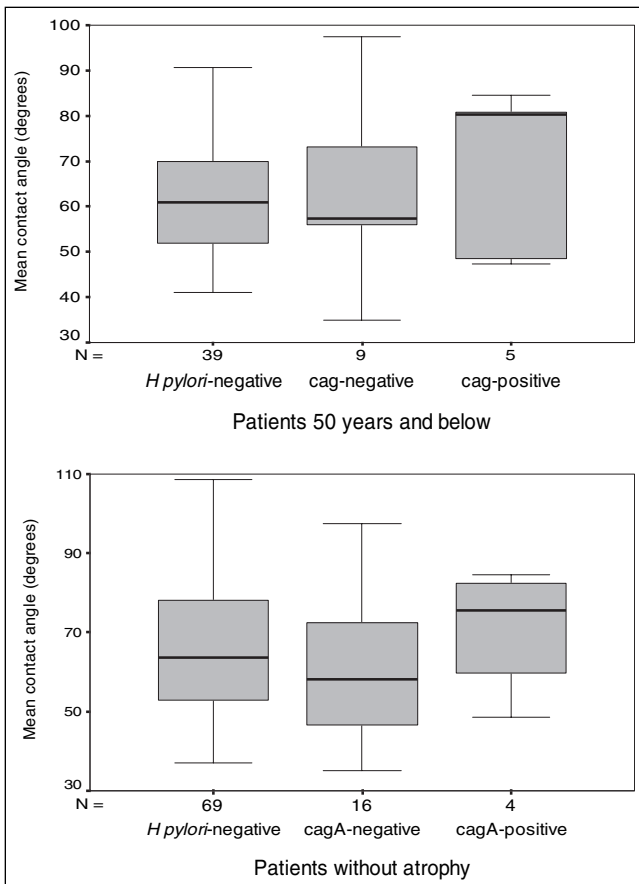 Mean contact angle (degrees)
100
90
80
70
60
50
40
30
N = 39 9 5
H pylori-negative cag-negative cag-positive
Patients 50 years and below
Mean contact angle (degrees)
110
90
70
50
30
N = 69 16 4
H pylori-negative cagA-negative cagA-positive
Patients without atrophy